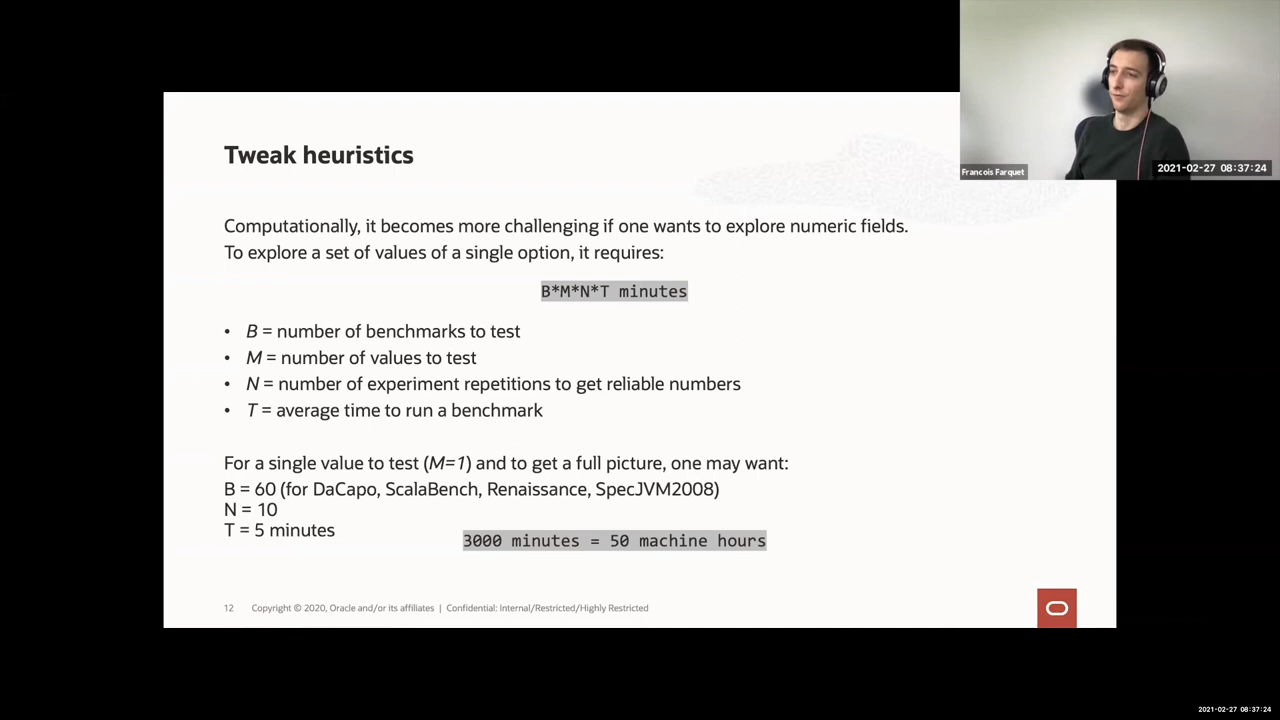 Tweak heuristics
Computationally, it becomes more challenging if one wants to explore numeric fields.
To explore a set of values of a single option, it requires:
B*M*N*T minutes
• B = number of benchmarks to test
• M = number of values to test
• N = number of experiment repetitions to get reliable numbers
• T = average time to run a benchmark
For a single value to test (M=1) and to get a full picture, one may want:
B = 60 (for DaCapo, ScalaBench, Renaissance, SpecJVM2008)
N = 10
T = 5 minutes
3000 minutes = 50 machine hours
12 Copyright © 2020, Oracle and/or its affiliates | Confidential: Internal/Restricted/Highly Restricted
Francois Farquet
2021-02-27 08:37:24
2021-02-27 08:37:24